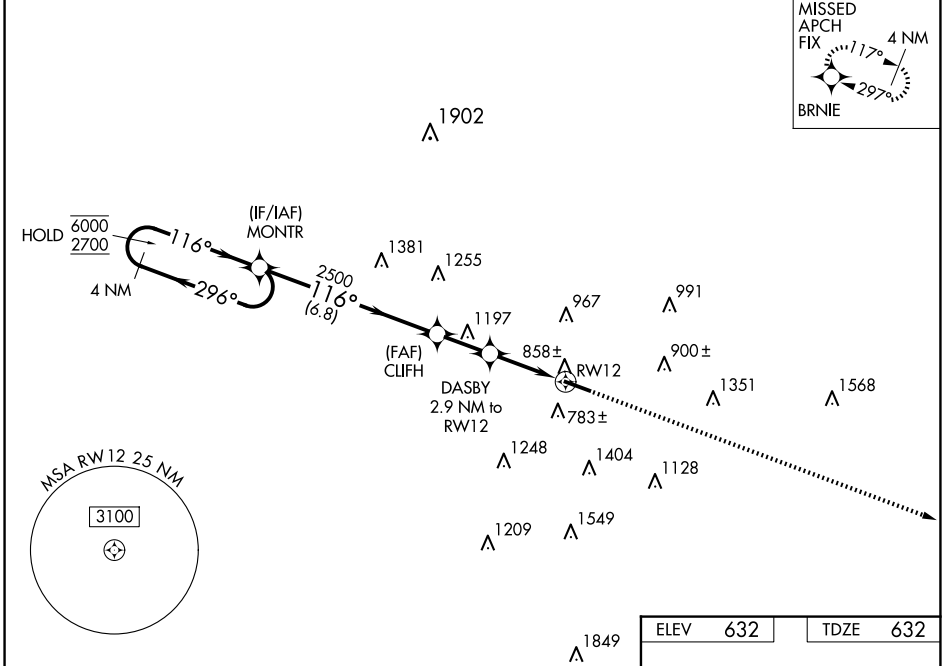 MISSED
APCH
FIX
4 NM
117°
297°
BRNIE
1902
HOLD
6000
2700
116°
(IF/IAF)
MONTR
4 NM
296°
1381
1255
2500
116°
(6.8)
967
991
1197
(FAF)
CLIFH
858±
RW12
900±
DASBY
2.9 NM to
RW12
1351
1568
783±
1248
1404
1128
MSA RW12 25 NM
3100
1209
1549
ELEV 632
TDZE 632
1849